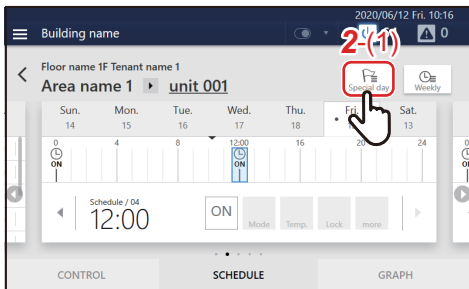 2020/06/12 Fri. 10:16
Building name
0
2-(1)
Floor name 1F Tenant name 1
Area name 1 unit 001
Special day
Weekly
Sun. Mon. Tue. Wed. Thu. Fri. Sat.
14 15 16 17 18 13
0 4 8 12:00 16 20 24
ON ON
Schedule / 04
12:00
ON Mode Temp. Lock more
CONTROL SCHEDULE GRAPH